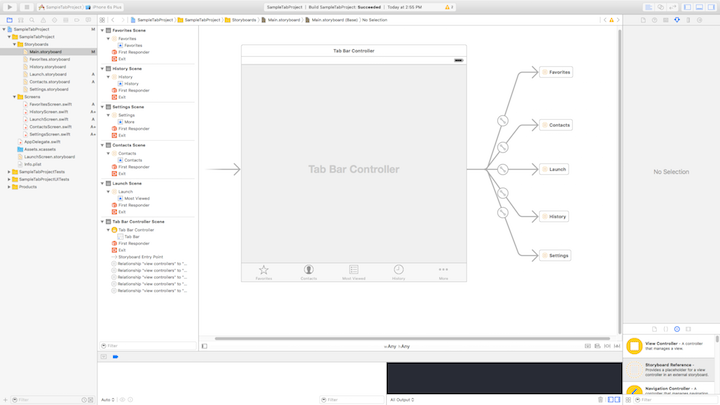 SampleTabProject
iPhone 6s Plus
SampleTabProject
Build SampleTabProject: Succeeded
Today at 2:55 PM
SampleTabProject
SampleTabProject
Storyboards
Main.storyboard
Main.storyboard (Base)
No Selection
SampleTabProject
M
SampleTabProject
Storyboards
Main.storyboard
M
Favorites.storyboard
History.storyboard
Launch.storyboard
A
Contacts.storyboard
A
Settings.storyboard
Screens
FavoritesScreen.swift
A
HistoryScreen.swift
A+
LaunchScreen.swift
A
ContactsScreen.swift
A+
SettingsScreen.swift
A+
AppDelegate.swift
Assets.xcassets
LaunchScreen.storyboard
Info.plist
SampleTabProjectTests
SampleTabProjectUITests
Products
Filter
Favorites Scene
Favorites
Favorites
First Responder
Exit
History Scene
History
History
First Responder
Exit
Settings Scene
Settings
More
First Responder
Exit
Contacts Scene
Contacts
Contacts
First Responder
Exit
Launch Scene
Launch
Most Viewed
First Responder
Exit
Tab Bar Controller Scene
Tab Bar Controller
Tab Bar
First Responder
Exit
Storyboard Entry Point
Relationship "view controllers" to "...
Relationship "view controllers" to "...
Relationship "view controllers" to "...
Relationship "view controllers" to "...
Relationship "view controllers" to "...
Filter
Tab Bar Controller
Tab Bar Controller
Favorites
Contacts
Most Viewed
History
More
Favorites
Contacts
Launch
History
Settings
wAny hAny
Auto
Filter
All Output
No Selection
View Controller - A controller
that manages a view.
Storyboard Reference -
Provides a placeholder for a view
controller in an external storyboard.
Navigation Controller - A
controller that manages navigation
Filter